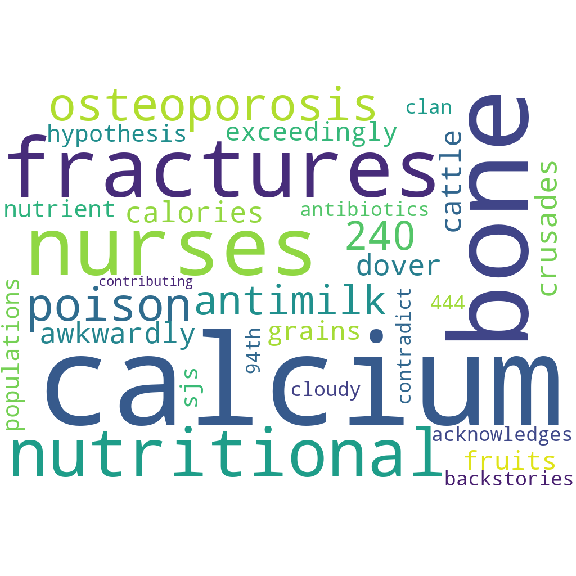 osteoporosis
clan
hypothesis
exceedingly
fractures
bone
cattle
crusades
nutrient
calories
antibiotics
nurses
240
dover
contributing
populations
poison
antimilk
contradict
444
awkwardly
94th
grains
calcium
sjs
cloudy
nutritional
acknowledges
fruits
backstories